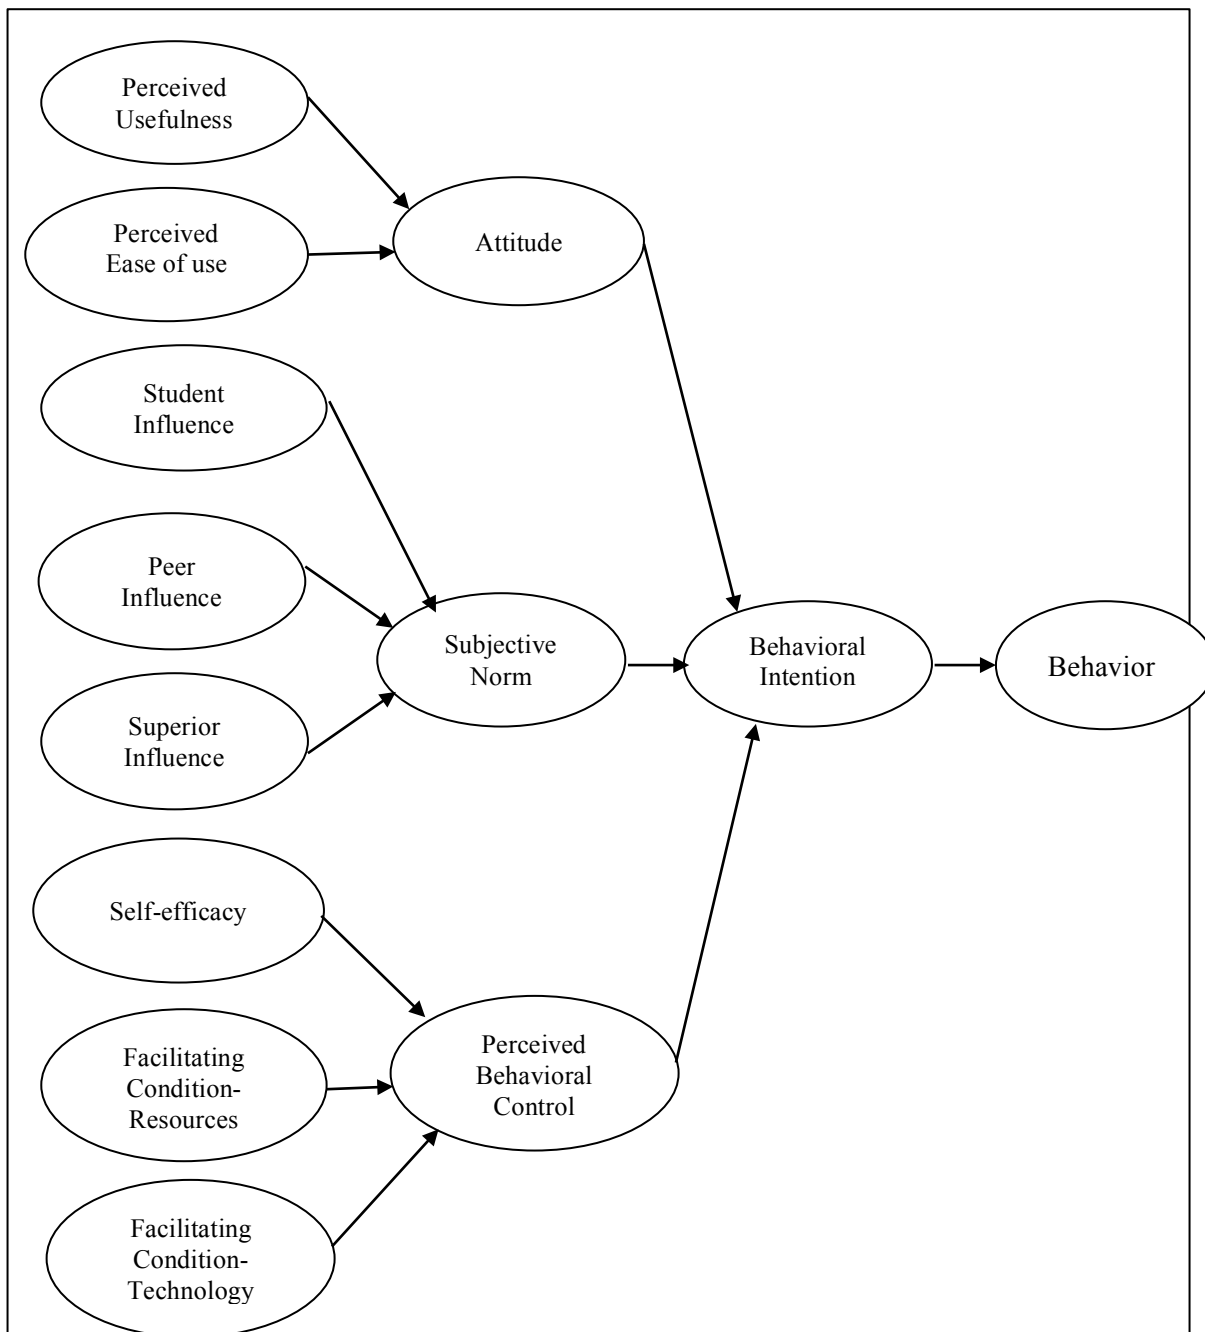 Perceived
Usefulness
Perceived
Ease of use
Attitude
Student
Influence
Peer
Influence
Superior
Influence
Subjective
Norm
Behavioral
Intention
Behavior
Self-efficacy
Facilitating
Condition-
Resources
Facilitating
Condition-
Technology
Perceived
Behavioral
Control